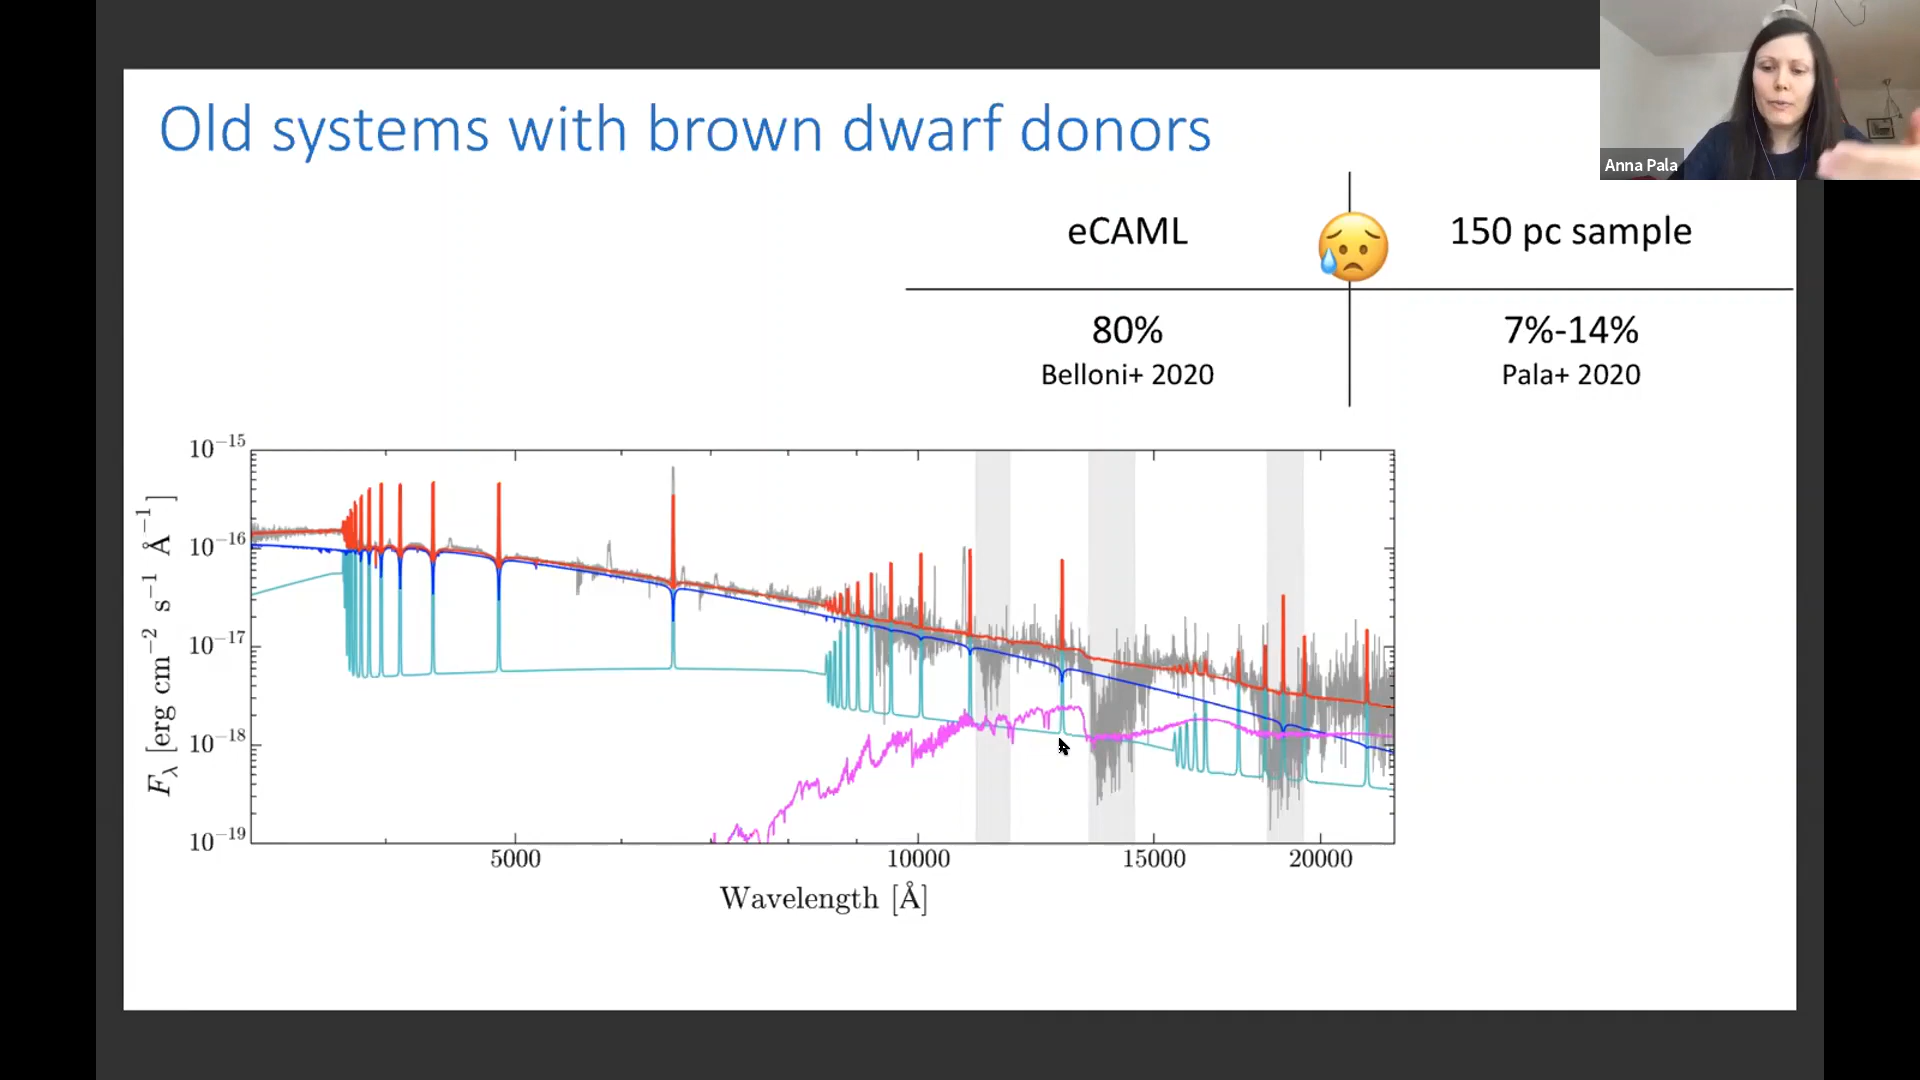 Old systems with brown dwarf donors
Anna Pala
eCAML
150 pc sample
80%
7%-14%
Belloni+ 2020
Pala+ 2020
10⁻¹⁵
10⁻¹⁶
10⁻¹⁷
10⁻¹⁸
10⁻¹⁹
F_λ [erg cm⁻² s⁻¹ Å⁻¹]
5000 10000 15000 20000
Wavelength [Å]